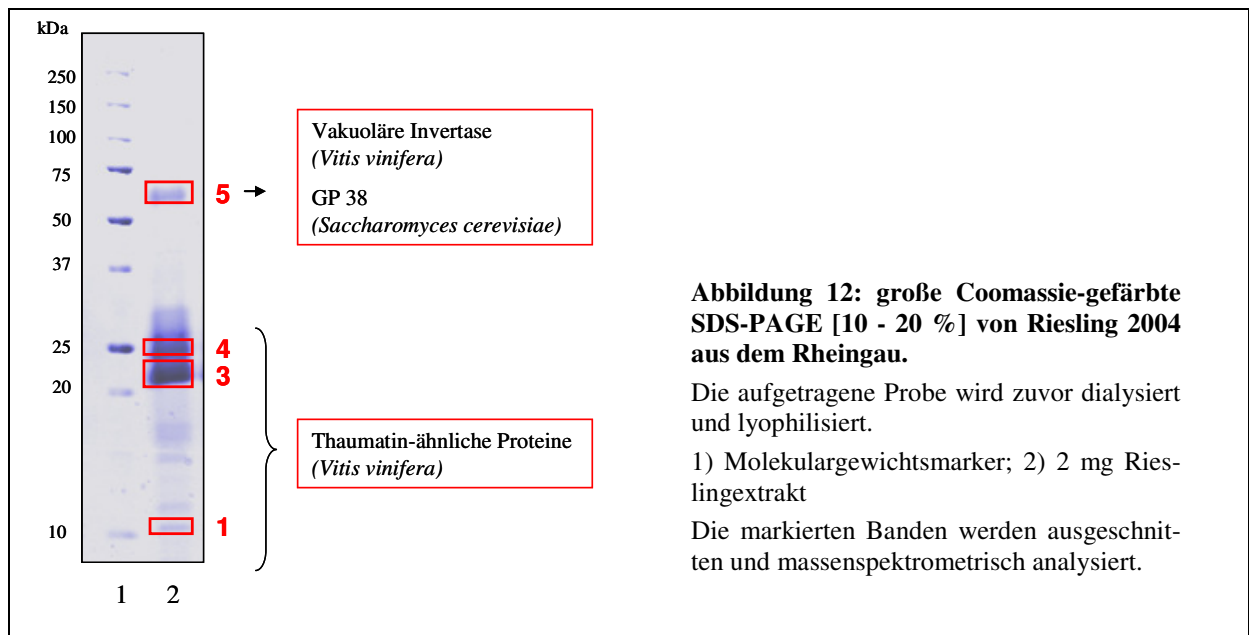 kDa
250
150
100
75
50
37
25
20
10
5
4
3
1
1 2
Vakuoläre Invertase
(Vitis vinifera)
GP 38
(Saccharomyces cerevisiae)
Thaumatin-ähnliche Proteine
(Vitis vinifera)
Abbildung 12: große Coomassie-gefärbte
SDS-PAGE [10 - 20 %] von Riesling 2004
aus dem Rheingau.
Die aufgetragene Probe wird zuvor dialysiert
und lyophilisiert.
1) Molekulargewichtsmarker; 2) 2 mg Ries-
lingextrakt
Die markierten Banden werden ausgeschnit-
ten und massenspektrometrisch analysiert.